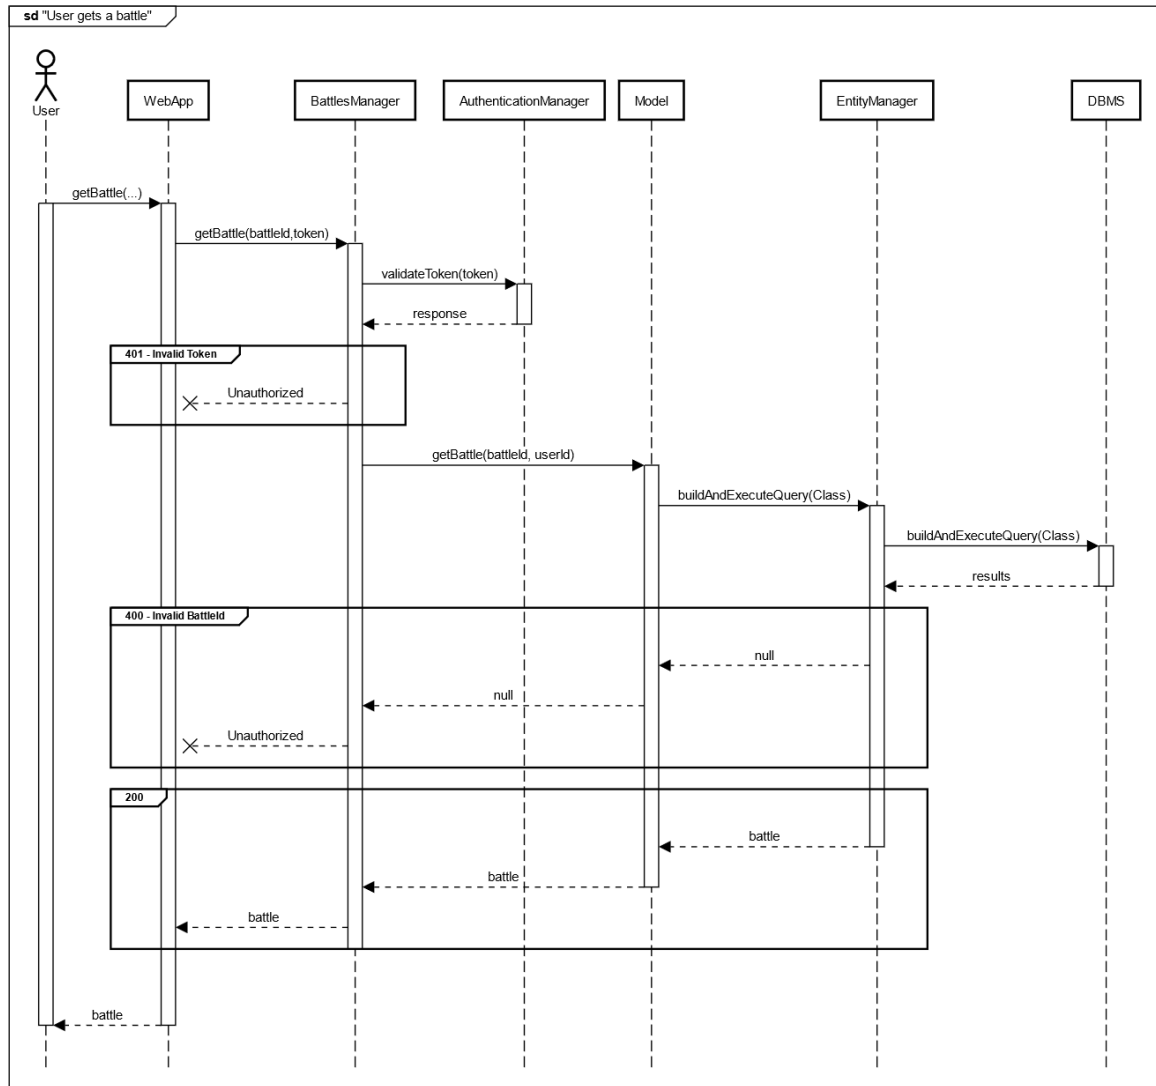 sd "User gets a battle"
User
WebApp
BattlesManager
AuthenticationManager
Model
EntityManager
DBMS
getBattle(...)
getBattle(battleId,token)
validateToken(token)
response
401 - Invalid Token
Unauthorized
getBattle(battleId, userId)
buildAndExecuteQuery(Class)
buildAndExecuteQuery(Class)
results
400 - Invalid BattleId
null
null
Unauthorized
200
battle
battle
battle
battle